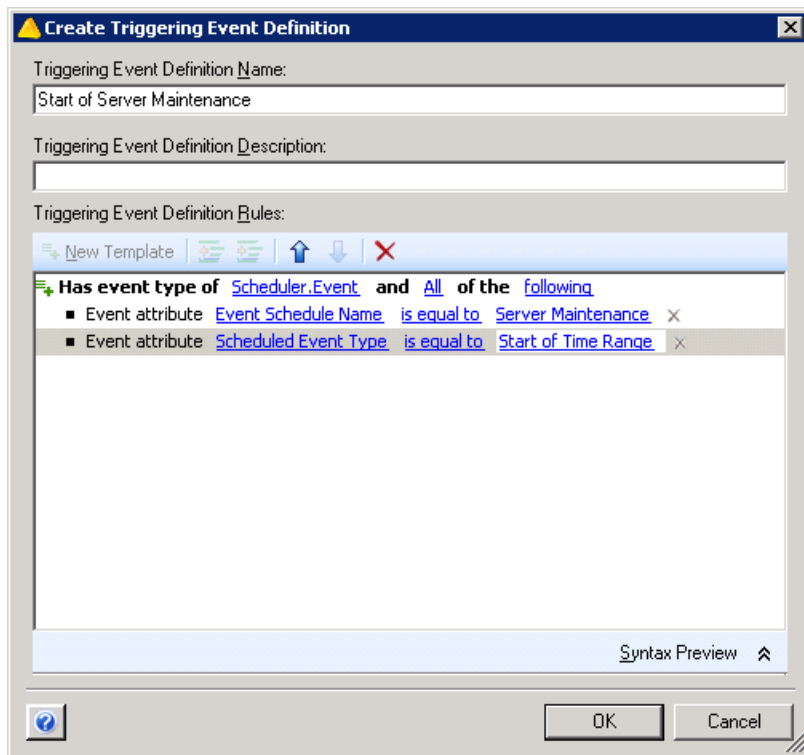 Create Triggering Event Definition
Triggering Event Definition Name:
Start of Server Maintenance
Triggering Event Definition Description:
Triggering Event Definition Rules:
New Template
Has event type of Scheduler.Event and All of the following
Event attribute Event Schedule Name is equal to Server Maintenance
Event attribute Scheduled Event Type is equal to Start of Time Range
Syntax Preview
OK Cancel